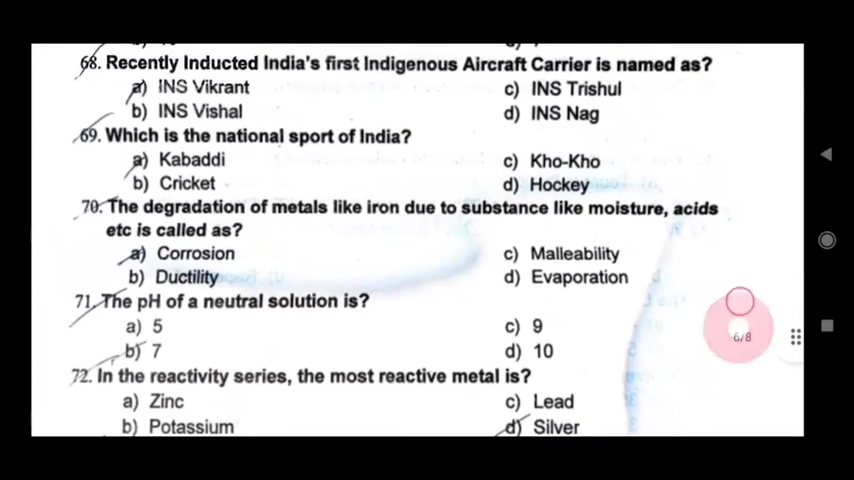 68. Recently Inducted India's first Indigenous Aircraft Carrier is named as?
a) INS Vikrant c) INS Trishul
b) INS Vishal d) INS Nag
69. Which is the national sport of India?
a) Kabaddi c) Kho-Kho
b) Cricket d) Hockey
70. The degradation of metals like iron due to substance like moisture, acids
etc is called as?
a) Corrosion c) Malleability
b) Ductility d) Evaporation
71. The pH of a neutral solution is?
a) 5 c) 9
b) 7 d) 10
6/8
72. In the reactivity series, the most reactive metal is?
a) Zinc c) Lead
b) Potassium d) Silver